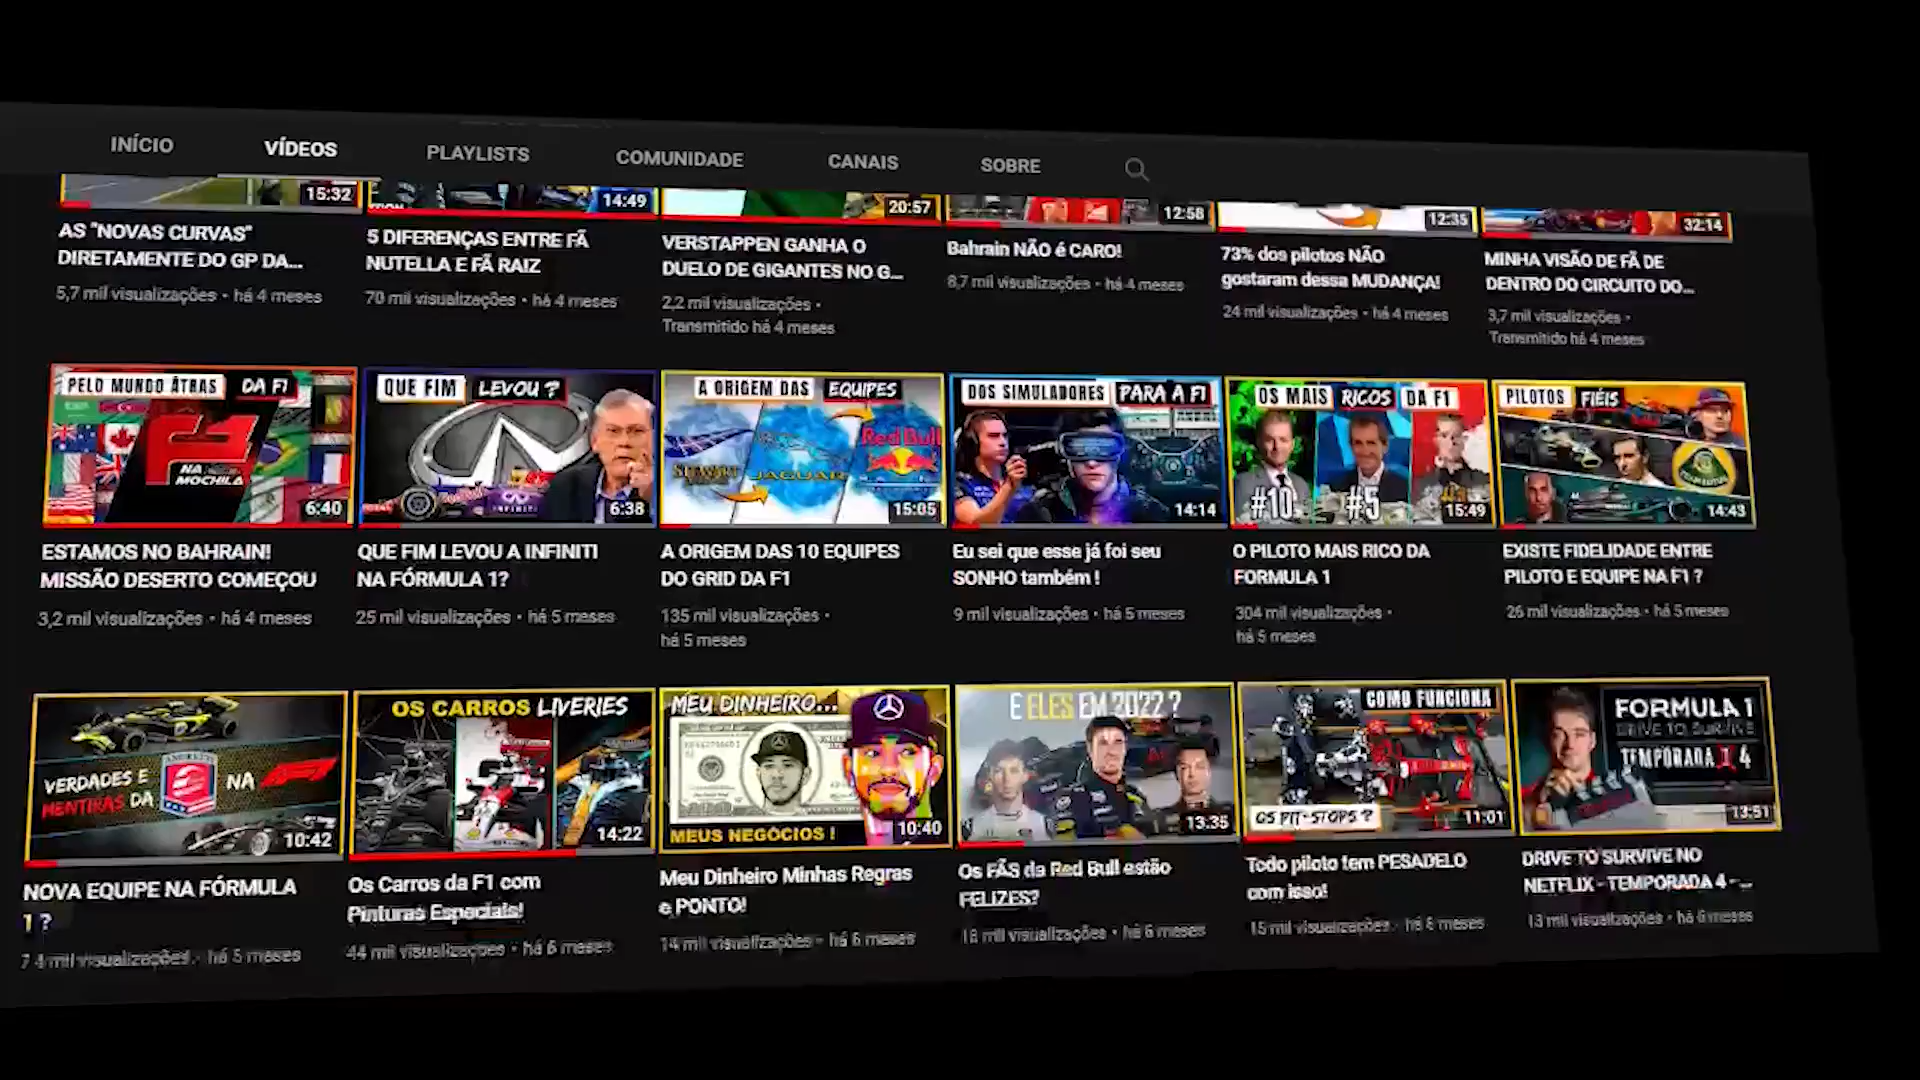 INÍCIO VÍDEOS PLAYLISTS COMUNIDADE CANAIS SOBRE
15:32 14:49 20:57 12:58 12:35 32:14
AS "NOVAS CURVAS"
DIRETAMENTE DO GP DA...
5,7 mil visualizações • há 4 meses
5 DIFERENÇAS ENTRE FÃ
NUTELLA E FÃ RAIZ
70 mil visualizações • há 4 meses
VERSTAPPEN GANHA O
DUELO DE GIGANTES NO G...
2,2 mil visualizações •
Transmitido há 4 meses
Bahrain NÃO é CARO!
8,7 mil visualizações • há 4 meses
73% dos pilotos NÃO
gostaram dessa MUDANÇA!
24 mil visualizações • há 4 meses
MINHA VISÃO DE FÃ DE
DENTRO DO CIRCUITO DO...
3,7 mil visualizações •
Transmitido há 4 meses
PELO MUNDO ÁTRAS DA F1
NA
MOCHILA
6:40
ESTAMOS NO BAHRAIN!
MISSÃO DESERTO COMEÇOU
3,2 mil visualizações • há 4 meses
QUE FIM LEVOU ?
6:38
QUE FIM LEVOU A INFINITI
NA FÓRMULA 1?
25 mil visualizações • há 5 meses
A ORIGEM DAS EQUIPES
STEWART JAGUAR Red Bull
15:05
A ORIGEM DAS 10 EQUIPES
DO GRID DA F1
135 mil visualizações •
há 5 meses
DOS SIMULADORES PARA A F1
14:14
Eu sei que esse já foi seu
SONHO também !
9 mil visualizações • há 5 meses
OS MAIS RICOS DA F1
#10 #5
15:49
O PILOTO MAIS RICO DA
FORMULA 1
304 mil visualizações •
há 5 meses
PILOTOS FIÉIS
14:43
EXISTE FIDELIDADE ENTRE
PILOTO E EQUIPE NA F1 ?
26 mil visualizações • há 5 meses
VERDADES E
MENTIRAS DA ANDRETTI NA
10:42
NOVA EQUIPE NA FÓRMULA
1 ?
mil visualizações • há 5 meses
OS CARROS LIVERIES
14:22
Os Carros da F1 com
Pinturas Especiais!
44 mil visualizações • há 6 meses
MEU DINHEIRO...
MEUS NEGÓCIOS !
10:40
Meu Dinheiro Minhas Regras
e PONTO!
14 mil visualizações • há 6 meses
E ELES EM 2022 ?
13:35
Os FÃS da Red Bull estão
FELIZES?
18 mil visualizações • há 6 meses
COMO FUNCIONA
OS PIT-STOPS ?
11:01
Todo piloto tem PESADELO
com isso!
15 mil visualizações • há 6 meses
FORMULA 1
DRIVE TO SURVIVE
TEMPORADA 4
13:51
DRIVE TO SURVIVE NO
NETFLIX - TEMPORADA 4 -...
13 mil visualizações • há 6 meses